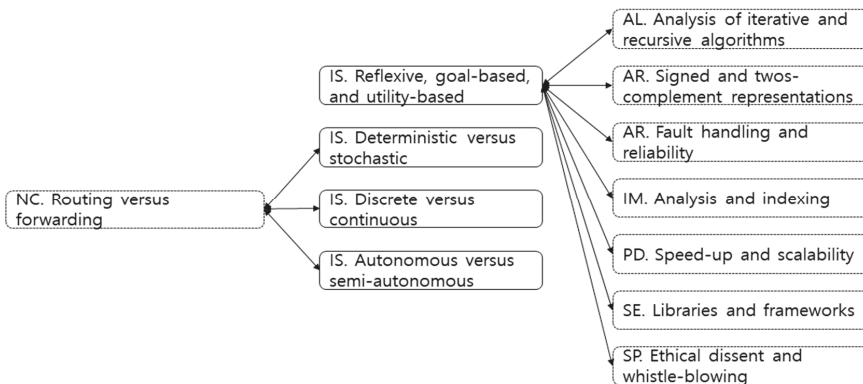 NC. Routing versus
forwarding
IS. Reflexive, goal-based,
and utility-based
IS. Deterministic versus
stochastic
IS. Discrete versus
continuous
IS. Autonomous versus
semi-autonomous
AL. Analysis of iterative and
recursive algorithms
AR. Signed and twos-
complement representations
AR. Fault handling and
reliability
IM. Analysis and indexing
PD. Speed-up and scalability
SE. Libraries and frameworks
SP. Ethical dissent and
whistle-blowing